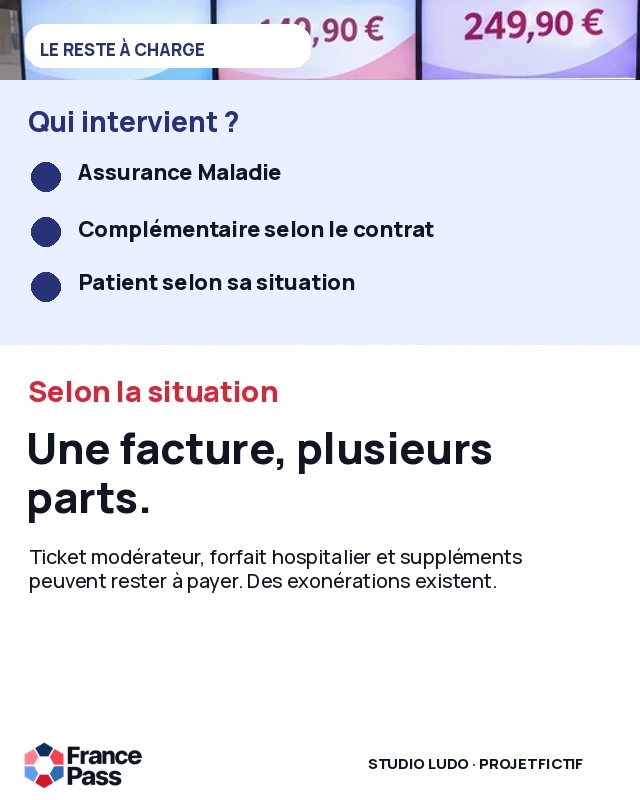 249,90 €
LE RESTE À CHARGE
Qui intervient ?
Assurance Maladie
Complémentaire selon le contrat
Patient selon sa situation
Selon la situation
Une facture, plusieurs
parts.
Ticket modérateur, forfait hospitalier et suppléments
peuvent rester à payer. Des exonérations existent.
France
Pass
STUDIO LUDO · PROJET FICTIF